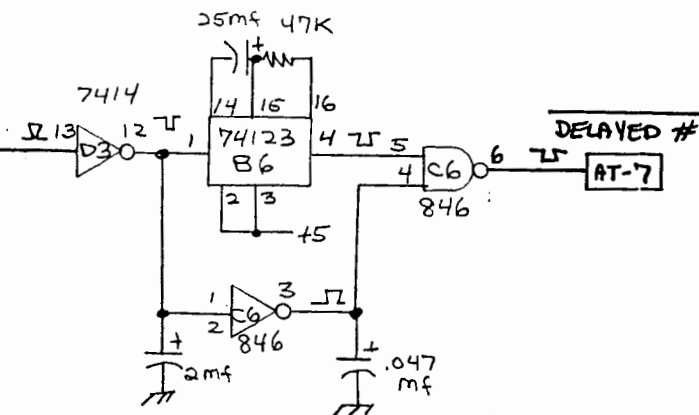 25mf 47K
+
7414
14 15 16
13 12 1 74123 4 5 6
D3 B6 C6
4
846
DELAYED #
AT-7
2 3
+5
1 3
2 C6
846
+ 2mf
+ .047
mf